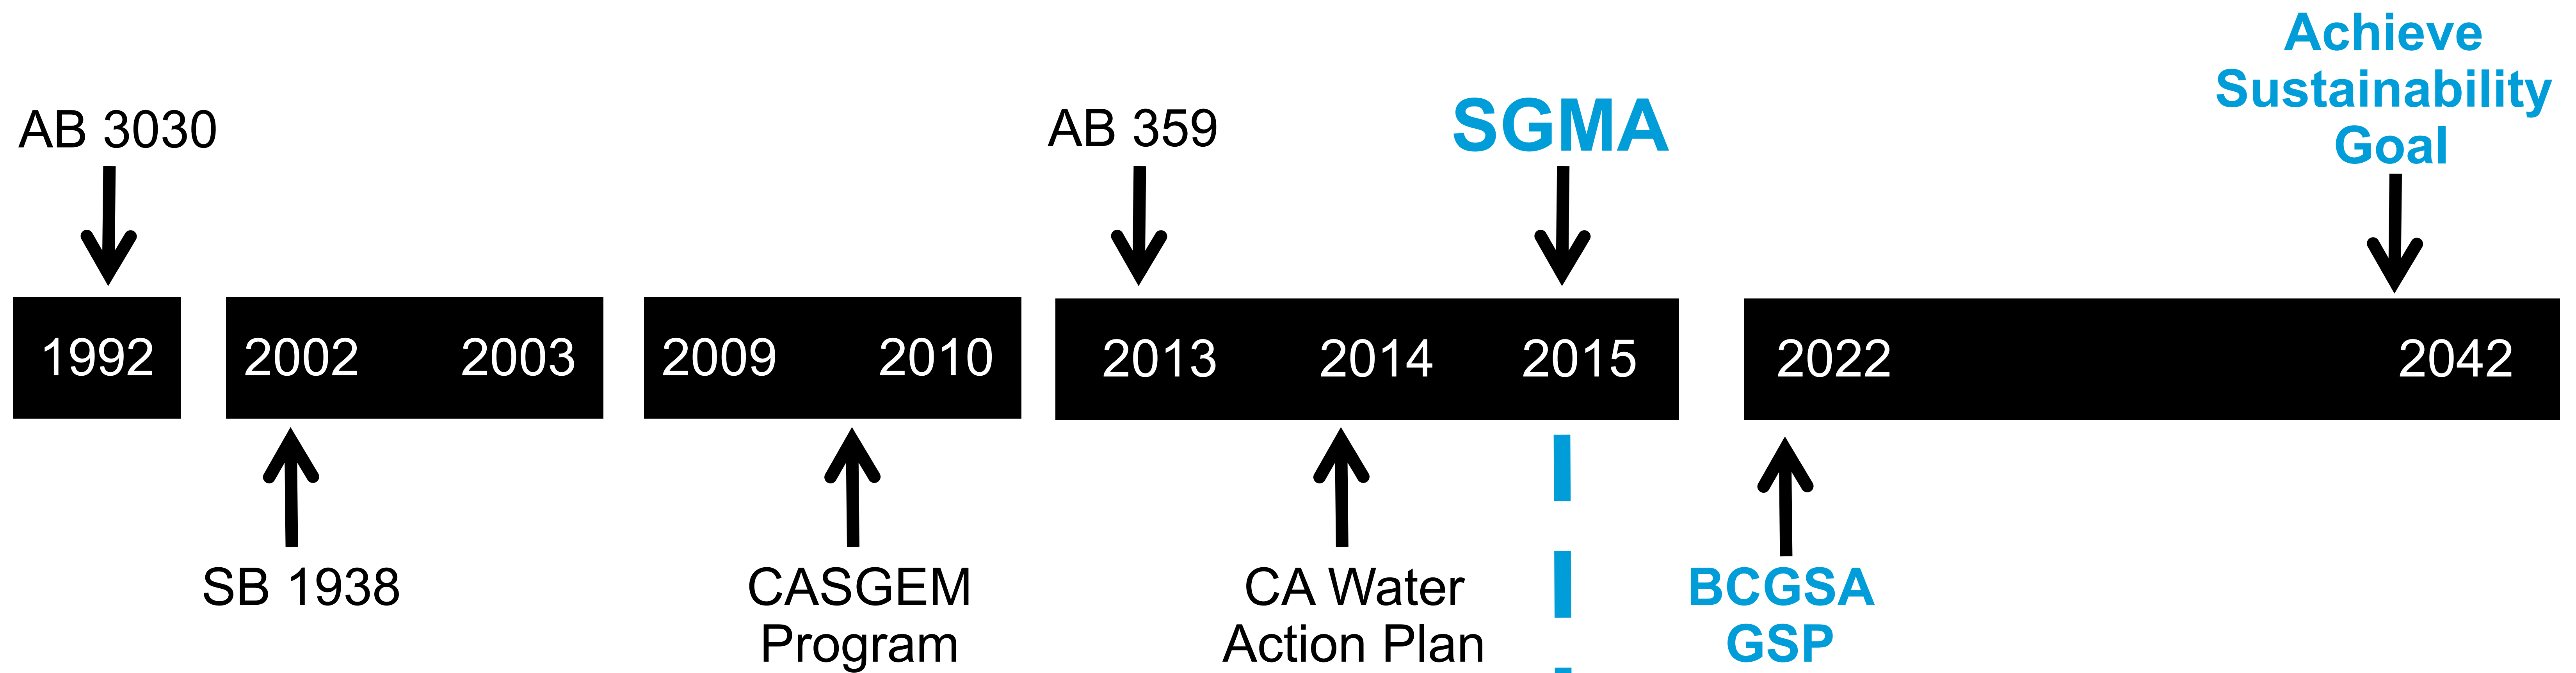 Achieve
Sustainability
Goal
AB 3030
AB 359
SGMA
1992 2002 2003 2009 2010 2013 2014 2015 2022 2042
SB 1938
CASGEM
Program
CA Water
Action Plan
BCGSA
GSP